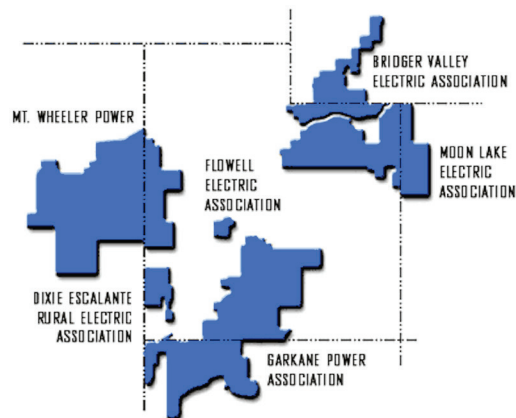 BRIDGER VALLEY
ELECTRIC ASSOCIATION
MT. WHEELER POWER
MOON LAKE
ELECTRIC
ASSOCIATION
FLOWELL
ELECTRIC
ASSOCIATION
DIXIE ESCALANTE
RURAL ELECTRIC
ASSOCIATION
GARKANE POWER
ASSOCIATION